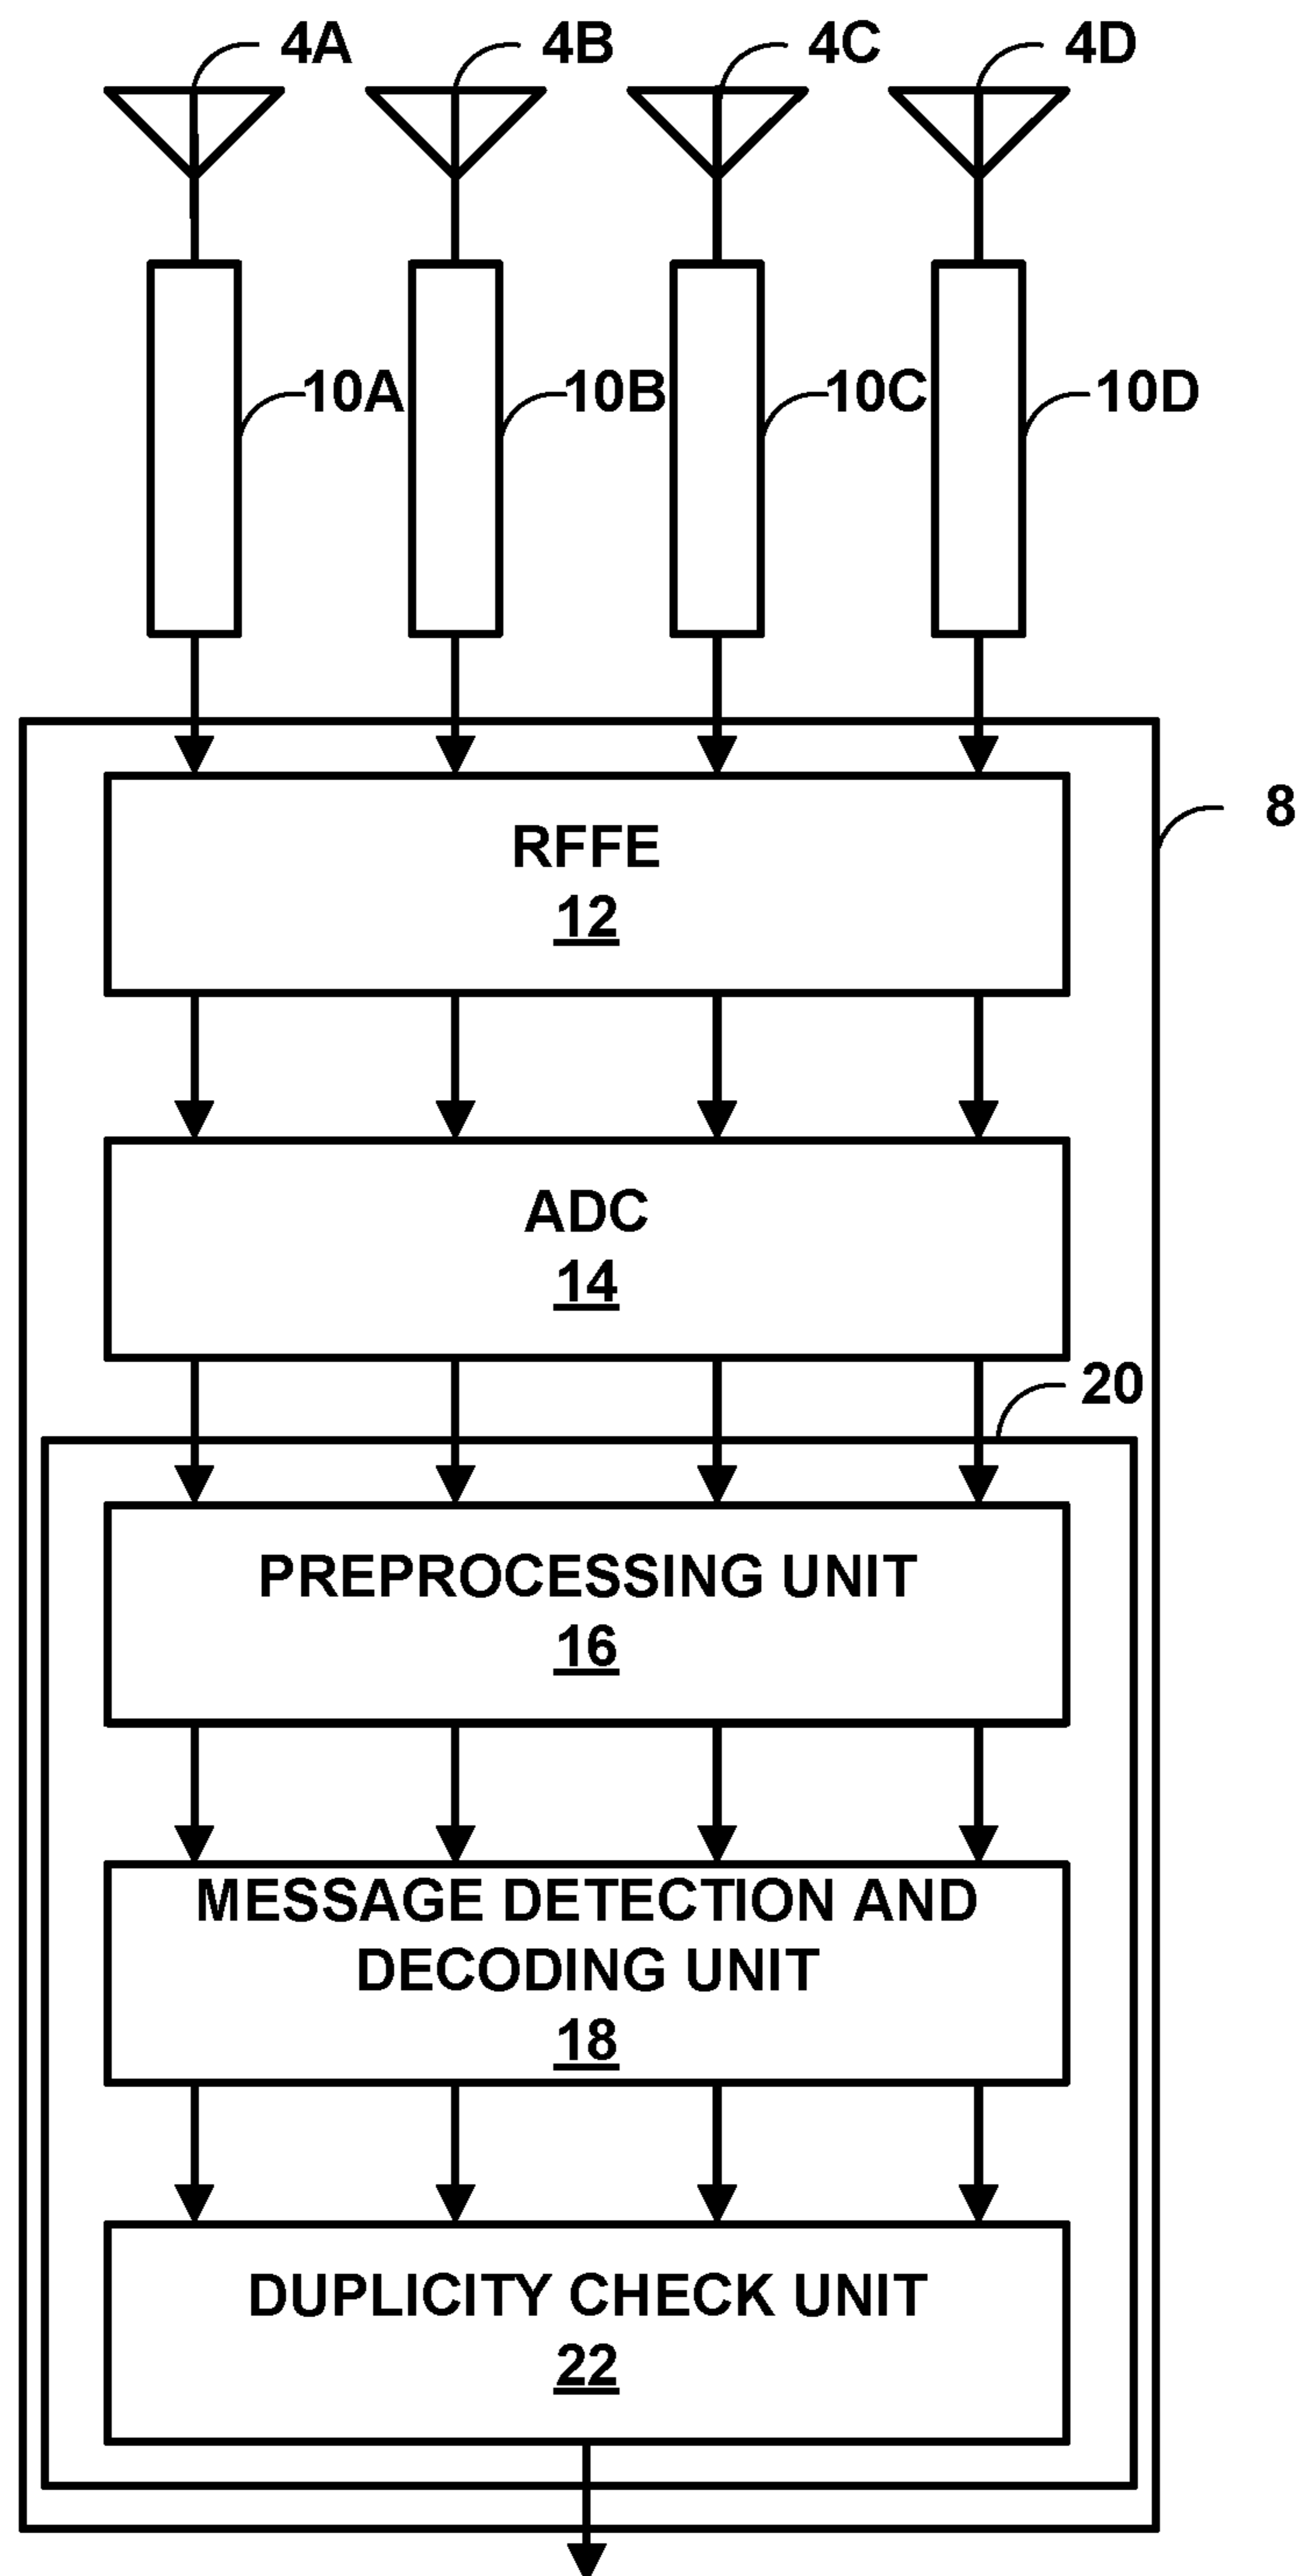 4A 4B 4C 4D
10A 10B 10C 10D
8
RFFE
12
ADC
14
20
PREPROCESSING UNIT
16
MESSAGE DETECTION AND
DECODING UNIT
18
DUPLICITY CHECK UNIT
22